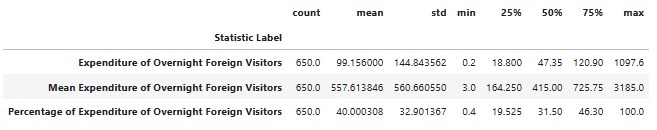 count mean std min 25% 50% 75% max
Statistic Label
Expenditure of Overnight Foreign Visitors 650.0 99.156000 144.843562 0.2 18.800 47.35 120.90 1097.6
Mean Expenditure of Overnight Foreign Visitors 650.0 557.613846 560.660550 3.0 164.250 415.00 725.75 3185.0
Percentage of Expenditure of Overnight Foreign Visitors 650.0 40.000308 32.901367 0.4 19.525 31.50 46.30 100.0